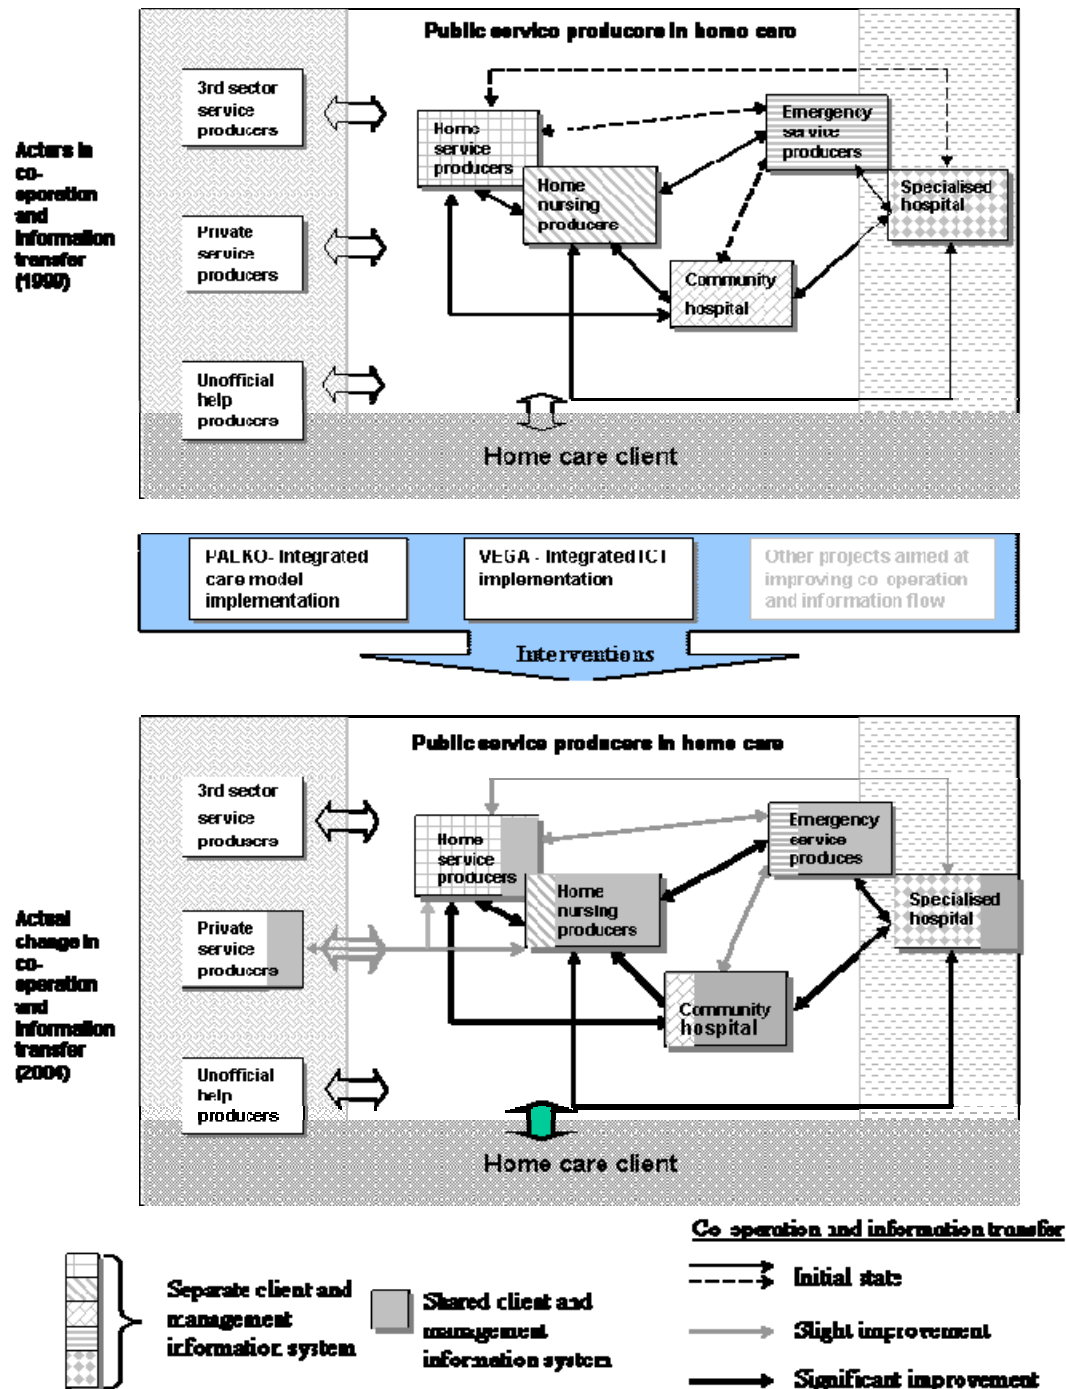 Public service producers in home care
3rd sector
service
producers
Home
service
producers
Emergency
service
producers
Actors in
co-
operation
and
information
transfer
(1999)
Home
nursing
producers
Specialised
hospital
Private
service
producers
Community
hospital
Unofficial
help
producers
Home care client
PALKO- Integrated
care model
implementation
VEGA - Integrated ICT
implementation
Other projects aimed at
improving co operation
and information flow
Interventions
Public service producers in home care
3rd sector
service
producers
Home
service
producers
Emergency
service
produces
Home
nursing
producers
Specialised
hospital
Actual
change in
co-
operation
and
information
transfer
(2004)
Private
service
producers
Community
hospital
Unofficial
help
producers
Home care client
Co operation and information transfer
Separate client and
management
information system
Shared client and
management
information system
Initial state
Slight improvement
Significant improvement